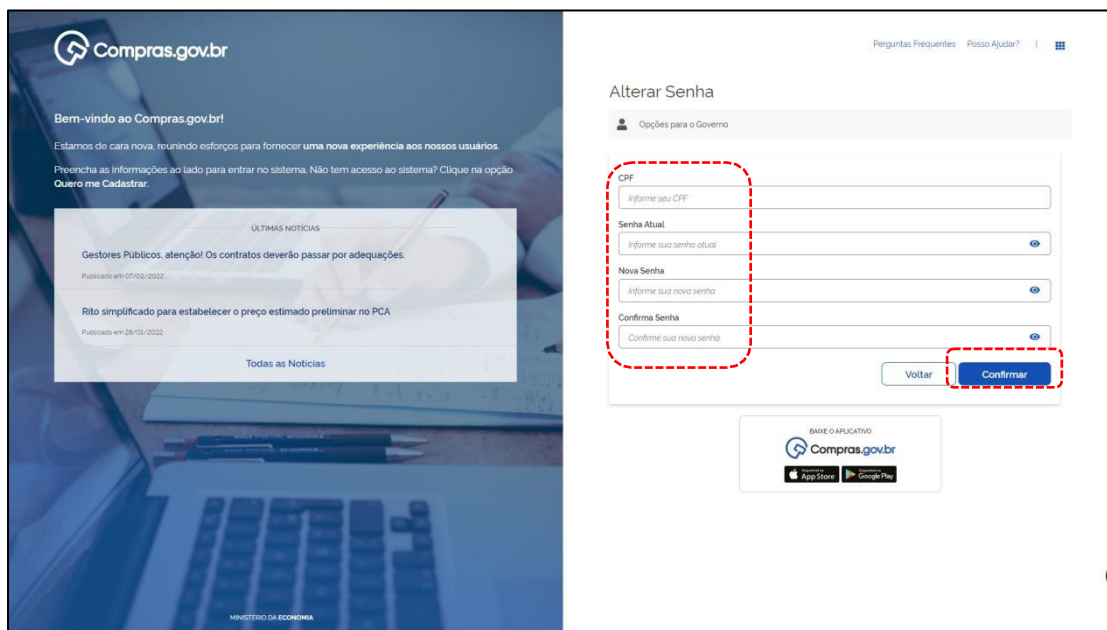 Compras.gov.br
Bem-vindo ao Compras.gov.br!
Estamos de cara nova, reunindo esforços para fornecer uma nova experiência aos nossos usuários.
Preencha as informações ao lado para entrar no sistema. Não tem acesso ao sistema? Clique na opção
Quero me Cadastrar.
ÚLTIMAS NOTÍCIAS
Gestores Públicos, atenção! Os contratos deverão passar por adequações.
Publicado em 07/02/2022
Rito simplificado para estabelecer o preço estimado preliminar no PCA
Publicado em 28/01/2022
Todas as Notícias
MINISTÉRIO DA ECONOMIA
Perguntas Frequentes Posso Ajudar? |
Alterar Senha
Opções para o Governo
CPF
Informe seu CPF
Senha Atual
Informe sua senha atual
Nova Senha
Informe sua nova senha
Confirma Senha
Confirme sua nova senha
Voltar Confirmar
BAIXE O APLICATIVO
Compras.gov.br
App Store Google Play